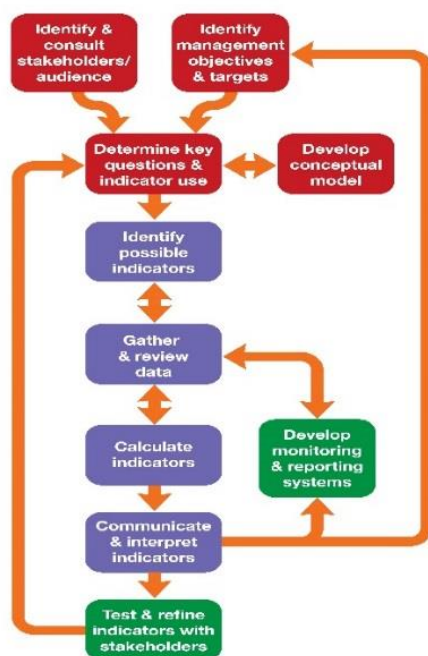 Identify &
consult
stakeholders/
audience
Identify
management
objectives
& targets
Determine key
questions &
indicator use
Develop
conceptual
model
Identify
possible
indicators
Gather
& review
data
Calculate
indicators
Develop
monitoring
& reporting
systems
Communicate
& interpret
indicators
Test & refine
indicators with
stakeholders